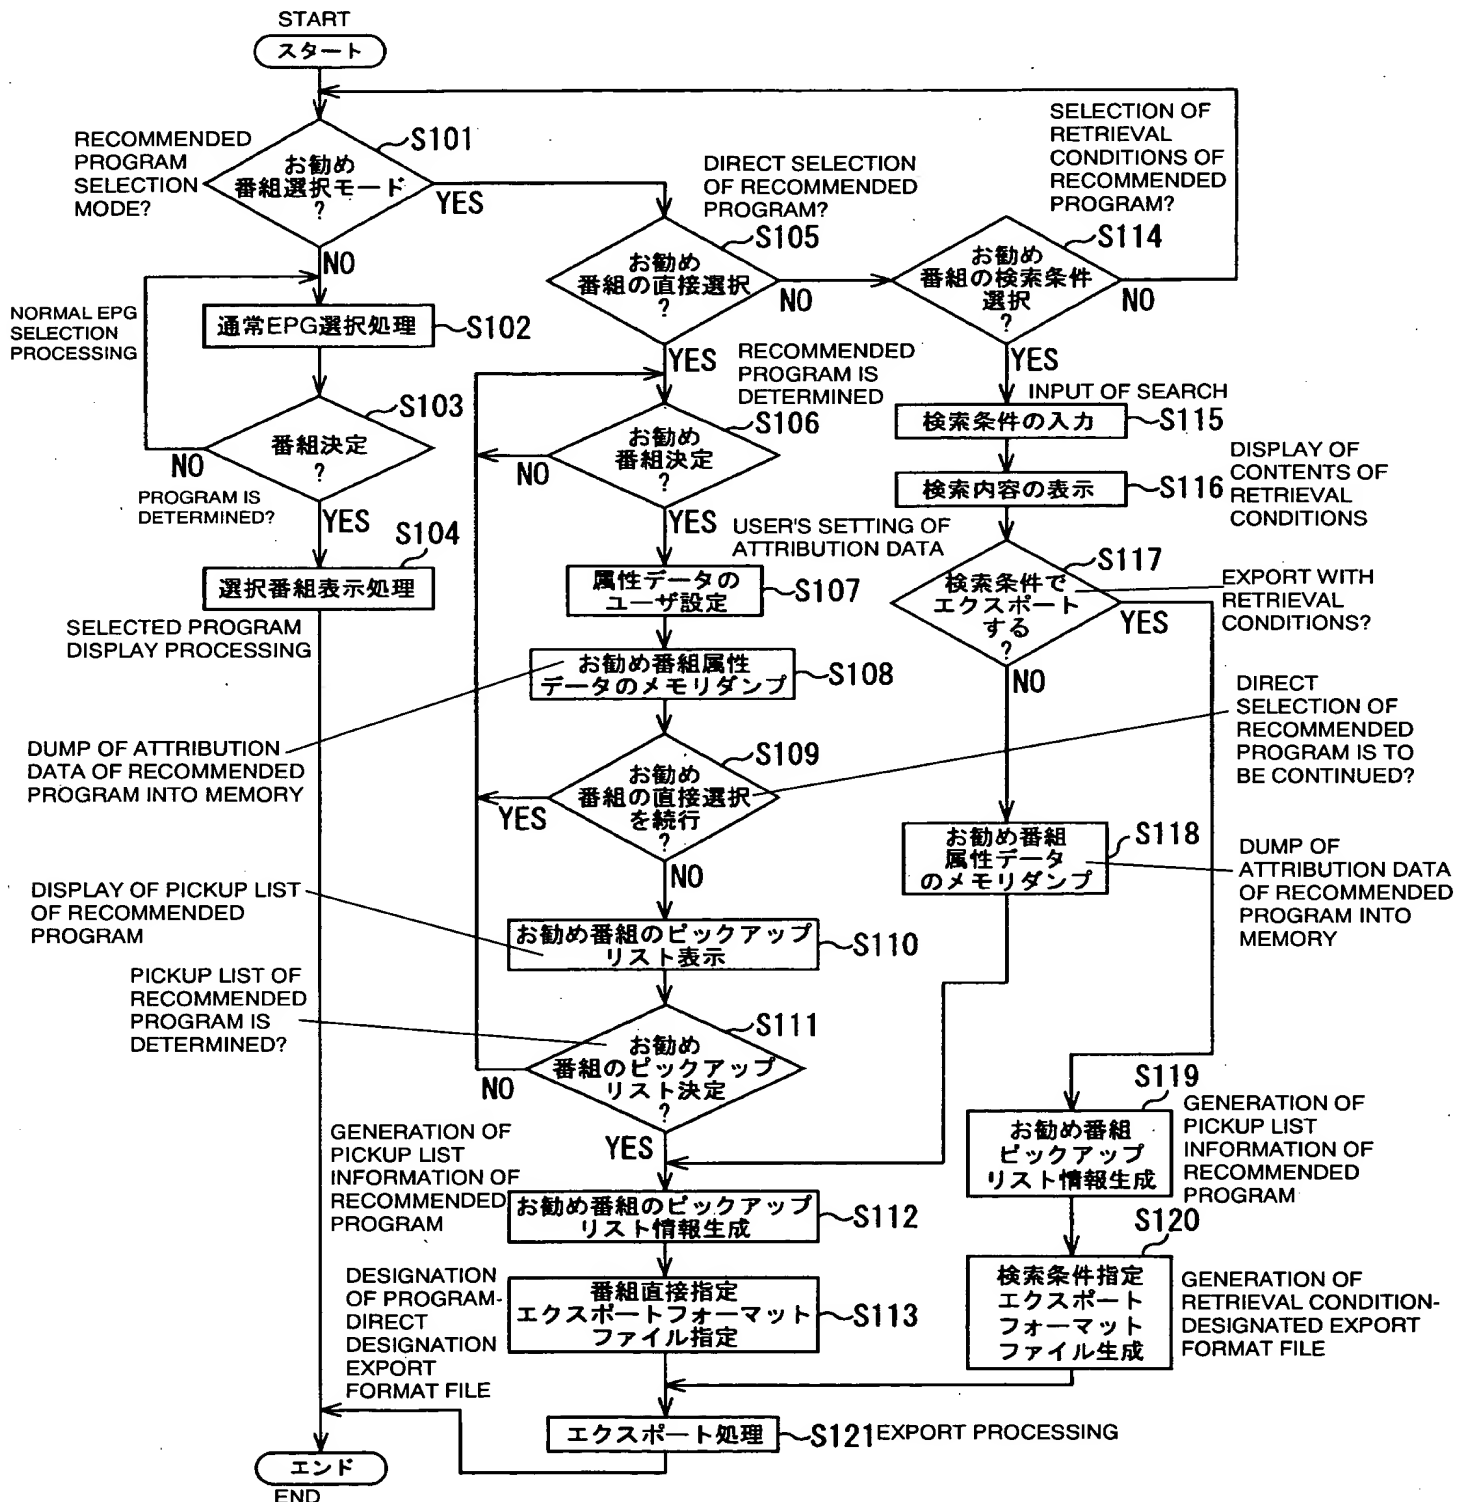 START
スタート
RECOMMENDED
PROGRAM
SELECTION
MODE?
お勧め
番組選択モード
?
S101
YES
NO
DIRECT SELECTION
OF RECOMMENDED
PROGRAM?
お勧め
番組の直接選択
?
S105
NO
YES
SELECTION OF
RETRIEVAL
CONDITIONS OF
RECOMMENDED
PROGRAM?
お勧め
番組の検索条件
選択
?
S114
NO
YES
NORMAL EPG
SELECTION
PROCESSING
通常EPG選択処理
S102
番組決定
?
S103
NO
PROGRAM IS
DETERMINED?
YES
選択番組表示処理
S104
SELECTED PROGRAM
DISPLAY PROCESSING
RECOMMENDED
PROGRAM IS
DETERMINED
お勧め
番組決定
?
S106
NO
YES
USER'S SETTING OF
ATTRIBUTION DATA
属性データの
ユーザ設定
S107
お勧め番組属性
データのメモリダンプ
S108
DUMP OF ATTRIBUTION
DATA OF RECOMMENDED
PROGRAM INTO MEMORY
お勧め
番組の直接選択
を続行
?
S109
YES
NO
DIRECT
SELECTION OF
RECOMMENDED
PROGRAM IS TO
BE CONTINUED?
DISPLAY OF PICKUP LIST
OF RECOMMENDED
PROGRAM
お勧め番組のピックアップ
リスト表示
S110
PICKUP LIST OF
RECOMMENDED
PROGRAM IS
DETERMINED?
お勧め
番組のピックアップ
リスト決定
?
S111
NO
YES
GENERATION OF
PICKUP LIST
INFORMATION OF
RECOMMENDED
PROGRAM
お勧め番組のピックアップ
リスト情報生成
S112
DESIGNATION
OF PROGRAM-
DIRECT
DESIGNATION
EXPORT
FORMAT FILE
番組直接指定
エクスポートフォーマット
ファイル指定
S113
INPUT OF SEARCH
検索条件の入力
S115
検索内容の表示
S116
DISPLAY OF
CONTENTS OF
RETRIEVAL
CONDITIONS
検索条件で
エクスポート
する
?
S117
YES
NO
EXPORT WITH
RETRIEVAL
CONDITIONS?
お勧め番組
属性データ
のメモリダンプ
S118
DUMP OF
ATTRIBUTION DATA
OF RECOMMENDED
PROGRAM INTO
MEMORY
S119
お勧め番組
ピックアップ
リスト情報生成
GENERATION OF
PICKUP LIST
INFORMATION OF
RECOMMENDED
PROGRAM
S120
検索条件指定
エクスポート
フォーマット
ファイル生成
GENERATION OF
RETRIEVAL CONDITION-
DESIGNATED EXPORT
FORMAT FILE
エクスポート処理
S121
EXPORT PROCESSING
エンド
END